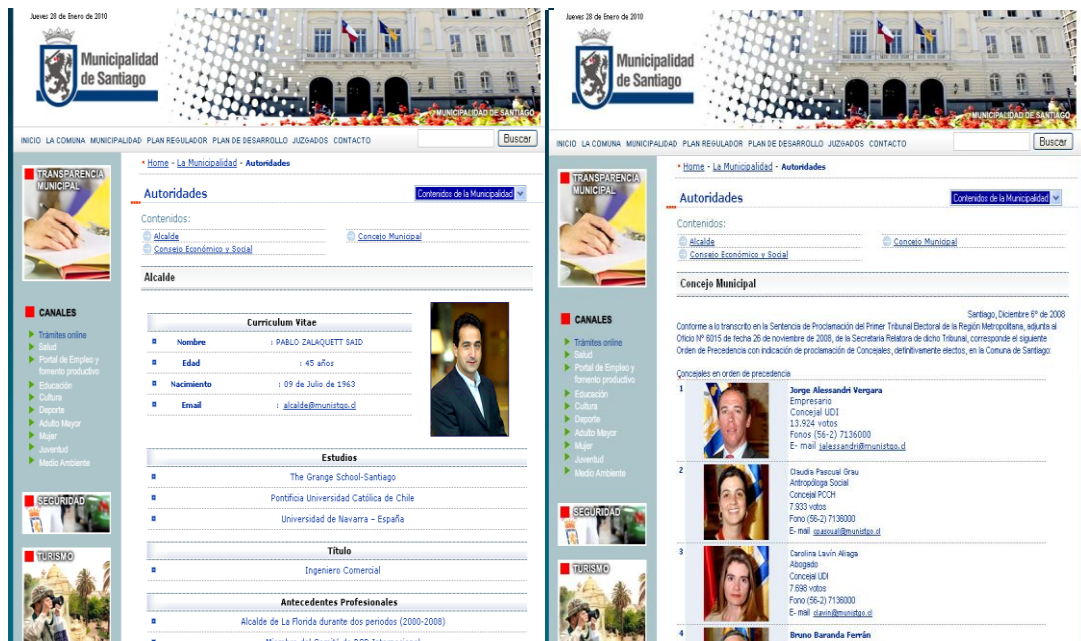 Jueves 28 de Enero de 2010
Municipalidad
de Santiago
MUNICIPALIDAD DE SANTIAGO
INICIO LA COMUNA MUNICIPALIDAD PLAN REGULADOR PLAN DE DESARROLLO JUZGADOS CONTACTO
Buscar
TRANSPARENCIA
MUNICIPAL
CANALES
Trámites online
Salud
Portal de Empleo y
fomento productivo
Educación
Cultura
Deporte
Adulto Mayor
Mujer
Juventud
Medio Ambiente
SEGURIDAD
TURISMO
• Home - La Municipalidad - Autoridades
Autoridades
Contenidos de la Municipalidad
Contenidos:
Alcalde
Concejo Municipal
Consejo Económico y Social
Alcalde
Curriculum Vitae
Nombre : PABLO ZALAQUETT SAID
Edad : 45 años
Nacimiento : 09 de Julio de 1963
Email : alcalde@munistgo.cl
Estudios
The Grange School-Santiago
Pontificia Universidad Católica de Chile
Universidad de Navarra - España
Título
Ingeniero Comercial
Antecedentes Profesionales
Alcalde de La Florida durante dos periodos (2000-2008)
Jueves 28 de Enero de 2010
Municipalidad
de Santiago
MUNICIPALIDAD DE SANTIAGO
INICIO LA COMUNA MUNICIPALIDAD PLAN REGULADOR PLAN DE DESARROLLO JUZGADOS CONTACTO
Buscar
TRANSPARENCIA
MUNICIPAL
CANALES
Trámites online
Salud
Portal de Empleo y
fomento productivo
Educación
Cultura
Deporte
Adulto Mayor
Mujer
Juventud
Medio Ambiente
SEGURIDAD
TURISMO
• Home - La Municipalidad - Autoridades
Autoridades
Contenidos de la Municipalidad
Contenidos:
Alcalde
Concejo Municipal
Consejo Económico y Social
Concejo Municipal
Santiago, Diciembre 6º de 2008
Conforme a lo transcrito en la Sentencia de Proclamación del Primer Tribunal Electoral de la Región Metropolitana, adjunta al
Oficio Nº 6015 de fecha 26 de noviembre de 2008, de la Secretaria Relatora de dicho Tribunal, corresponde el siguiente
Orden de Precedencia con indicación de proclamación de Concejales, definitivamente electos, en la Comuna de Santiago:
Concejales en orden de precedencia
1
Jorge Alessandri Vergara
Empresario
Concejal UDI
13.924 votos
Fonos (56-2) 7136000
E- mail jalessandri@munistgo.cl
2
Claudia Pascual Grau
Antropóloga Social
Concejal PCCH
7.933 votos
Fono (56-2) 7136000
E- mail cpascual@munistgo.cl
3
Carolina Lavín Aliaga
Abogado
Concejal UDI
7.698 votos
Fono (56-2) 7136000
E- mail clavin@munistgo.cl
4
Bruno Baranda Ferrán